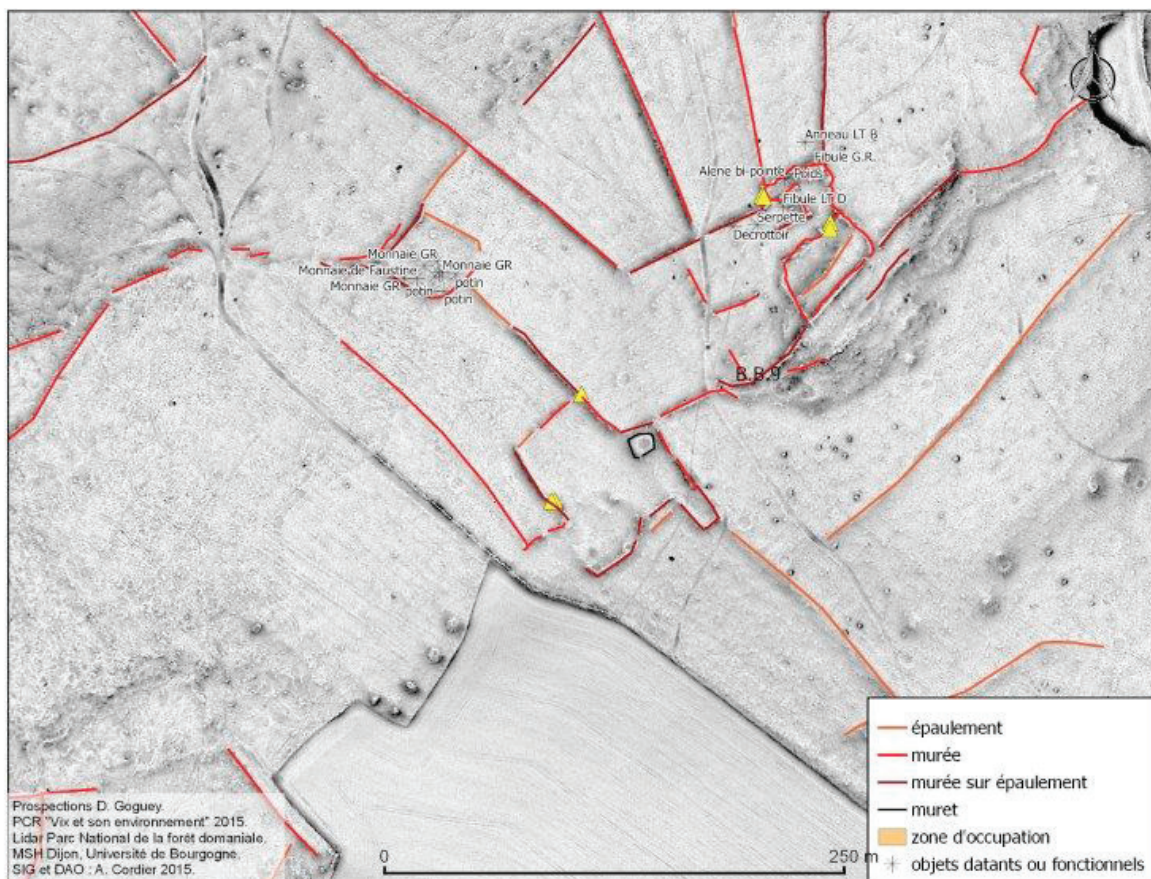 Anneau LT B
Fibule G.R.
Alene bi-pointe
Poids
Fibule LT D
Serpette
Decrottoir
Monnaie GR
Monnaie de Faustine
Monnaie GR
Monnaie GR
potin
potin
potin
st
B.B.9
épaulement
murée
murée sur épaulement
muret
zone d'occupation
objets datants ou fonctionnels
Prospections D. Goguey.
PCR "Vix et son environnement" 2015.
Lidar Parc National de la forêt domaniale.
MSH Dijon, Université de Bourgogne.
SIG et DAO : A. Cordier 2015.
0
250 m